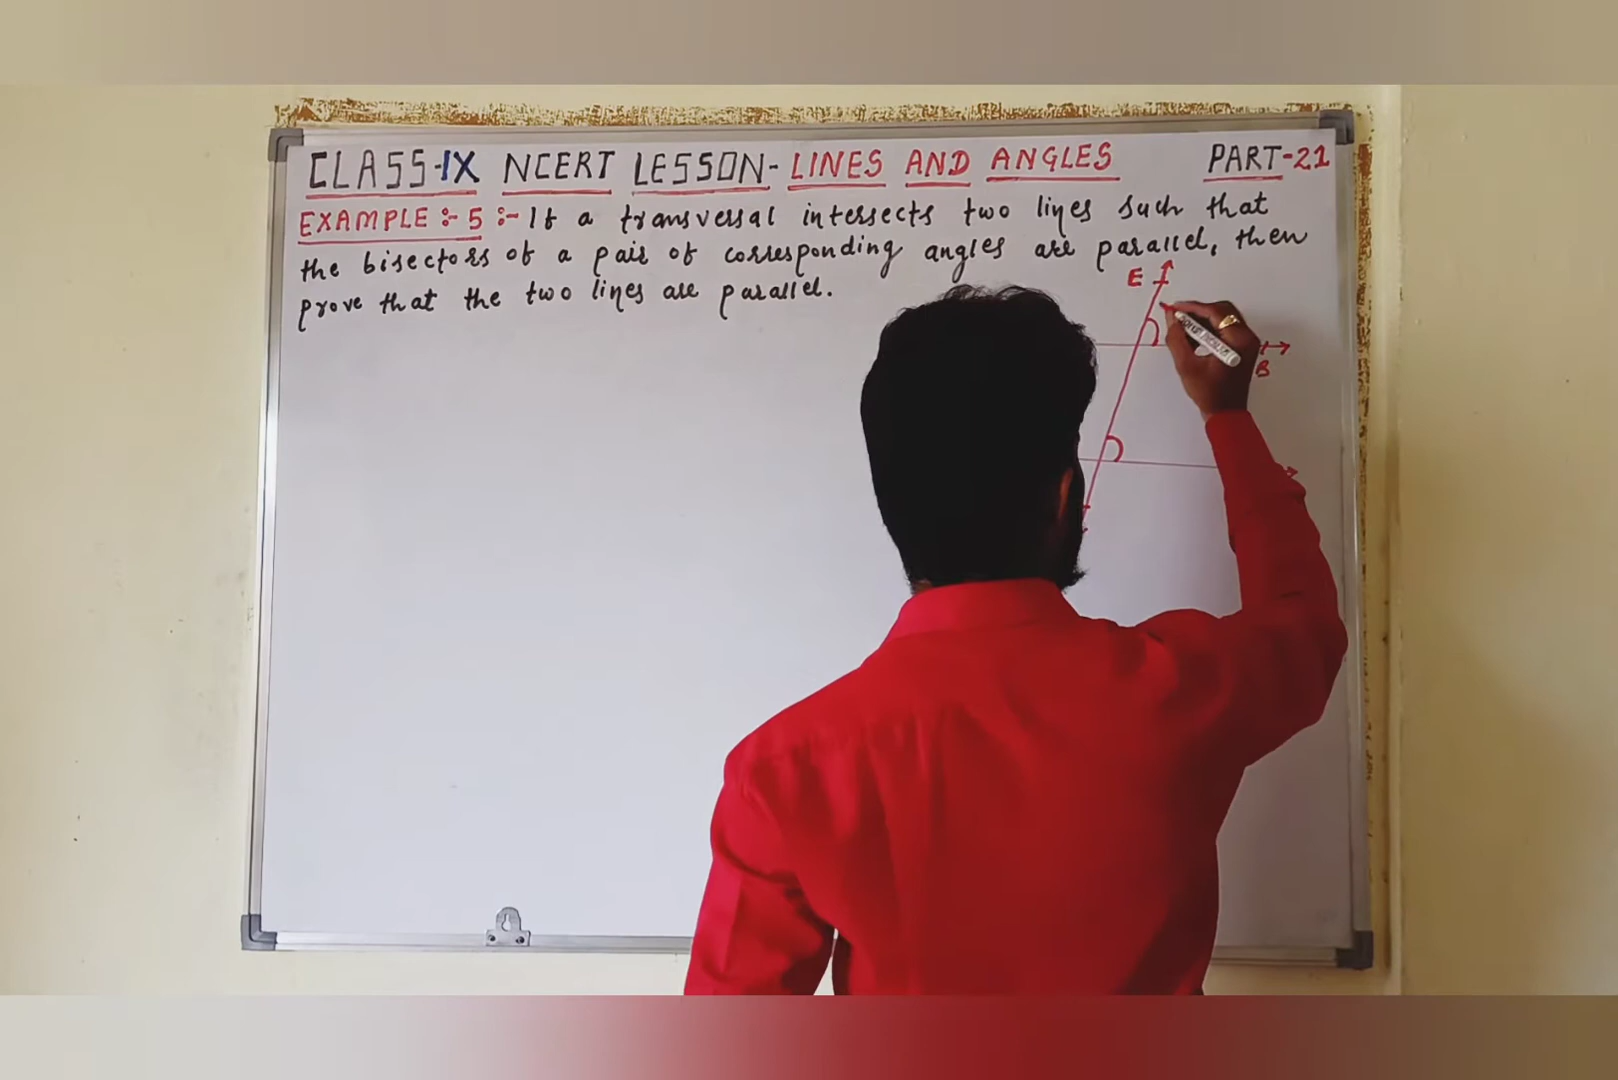 CLASS-IX NCERT LESSON- LINES AND ANGLES PART-21
EXAMPLE :- 5 :- If a transversal intersects two lines such that
the bisectors of a pair of corresponding angles are parallel, then
prove that the two lines are parallel.
E
B